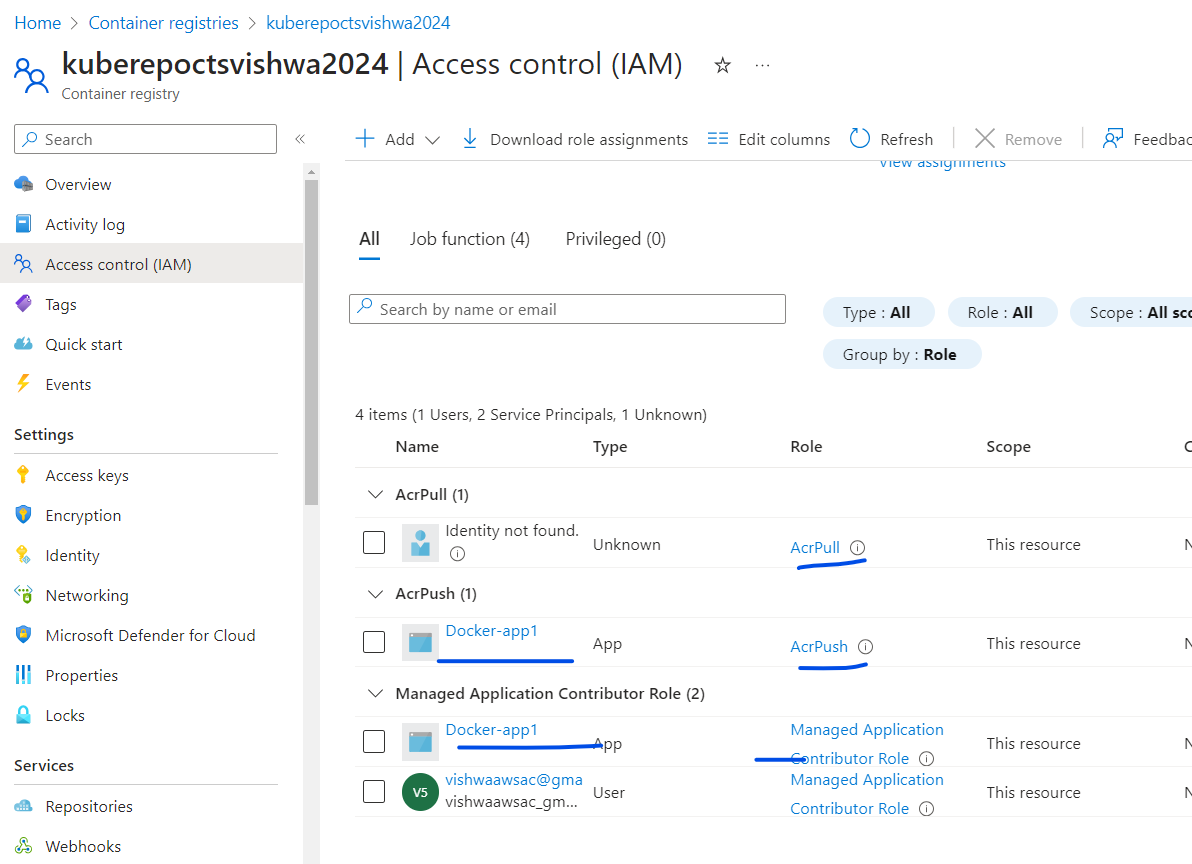 Home > Container registries > kuberepoctsvishwa2024
kuberepoctsvishwa2024 | Access control (IAM) ...
Container registry
Search
«
Add
Download role assignments
Edit columns
Refresh
Remove
Feedbac
View assignments
Overview
Activity log
Access control (IAM)
Tags
Quick start
Events
Settings
Access keys
Encryption
Identity
Networking
Microsoft Defender for Cloud
Properties
Locks
Services
Repositories
Webhooks
All Job function (4) Privileged (0)
Search by name or email
Type : All Role : All Scope : All sco
Group by : Role
4 items (1 Users, 2 Service Principals, 1 Unknown)
Name Type Role Scope C
AcrPull (1)
Identity not found. Unknown AcrPull This resource N
AcrPush (1)
Docker-app1 App AcrPush This resource N
Managed Application Contributor Role (2)
Docker-app1 App Managed Application This resource N
Contributor Role
V5 vishwaawsac@gma User Managed Application This resource N
vishwaawsac_gm... Contributor Role